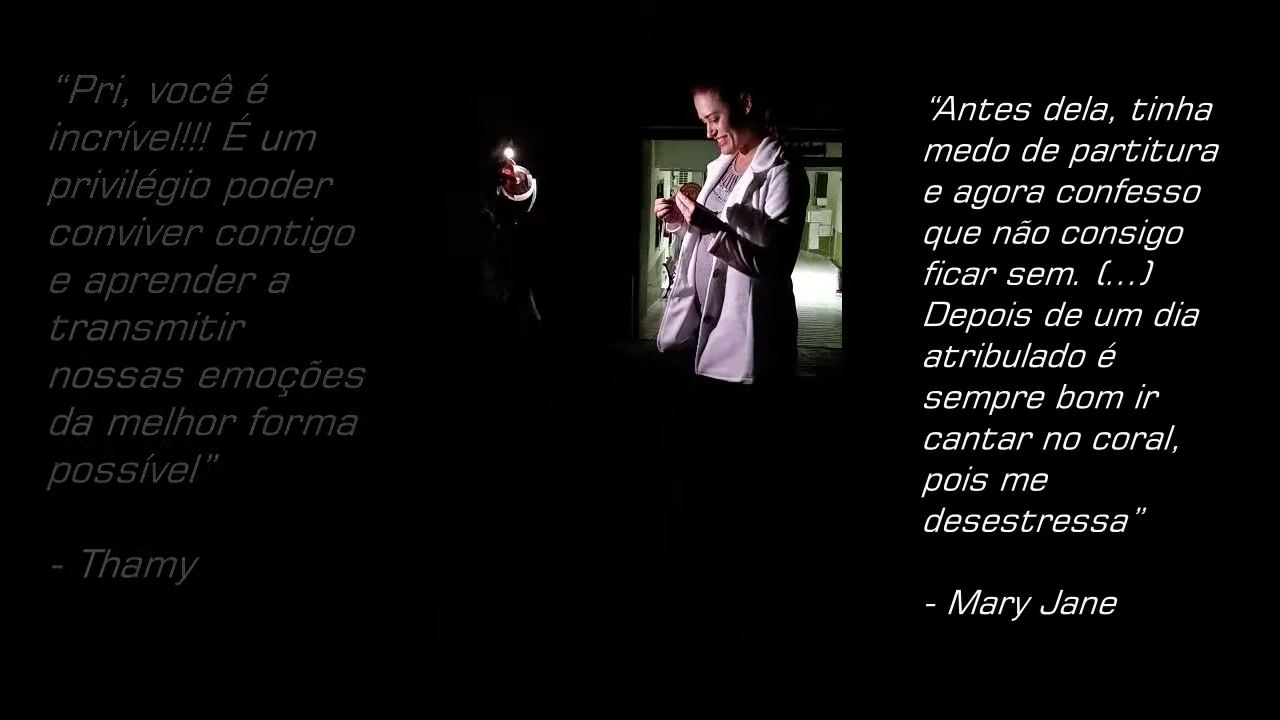 “Pri, você é
incrível!!! É um
privilégio poder
conviver contigo
e aprender a
transmitir
nossas emoções
da melhor forma
possível”
- Thamy
“Antes dela, tinha
medo de partitura
e agora confesso
que não consigo
ficar sem. (...)
Depois de um dia
atribulado é
sempre bom ir
cantar no coral,
pois me
desestressa”
- Mary Jane